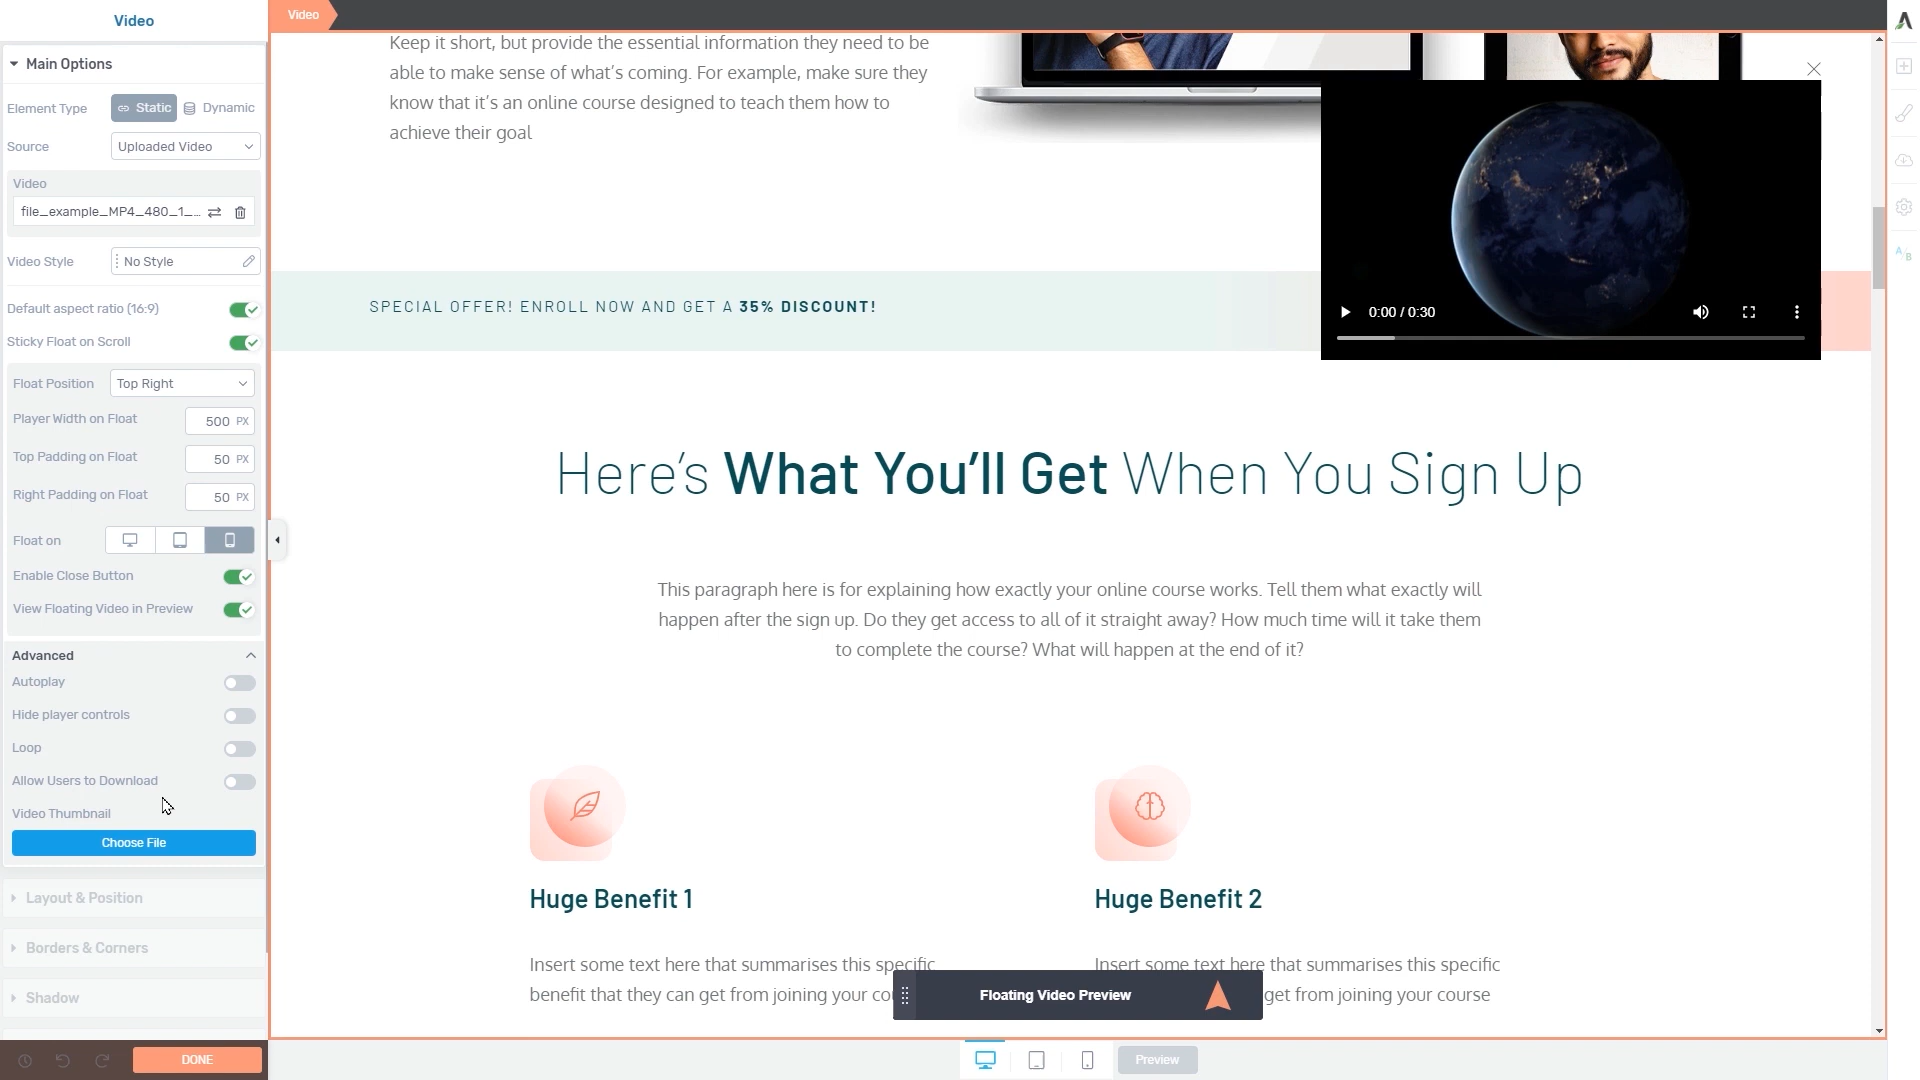 Video
Main Options
Element Type
Static
Dynamic
Source
Uploaded Video
Video
file_example_MP4_480_1_...
Video Style
No Style
Default aspect ratio (16:9)
Sticky Float on Scroll
Float Position
Top Right
Player Width on Float
500 PX
Top Padding on Float
50 PX
Right Padding on Float
50 PX
Float on
Enable Close Button
View Floating Video in Preview
Advanced
Autoplay
Hide player controls
Loop
Allow Users to Download
Video Thumbnail
Choose File
Layout & Position
Borders & Corners
Shadow
DONE
Video
Keep it short, but provide the essential information they need to be
able to make sense of what's coming. For example, make sure they
know that it's an online course designed to teach them how to
achieve their goal
0:00 / 0:30
SPECIAL OFFER! ENROLL NOW AND GET A 35% DISCOUNT!
Here's What You'll Get When You Sign Up
This paragraph here is for explaining how exactly your online course works. Tell them what exactly will
happen after the sign up. Do they get access to all of it straight away? How much time will it take them
to complete the course? What will happen at the end of it?
Huge Benefit 1
Insert some text here that summarises this specific
benefit that they can get from joining your cou
Huge Benefit 2
Insert some text here that summarises this specific
get from joining your course
Floating Video Preview
Preview
A/B